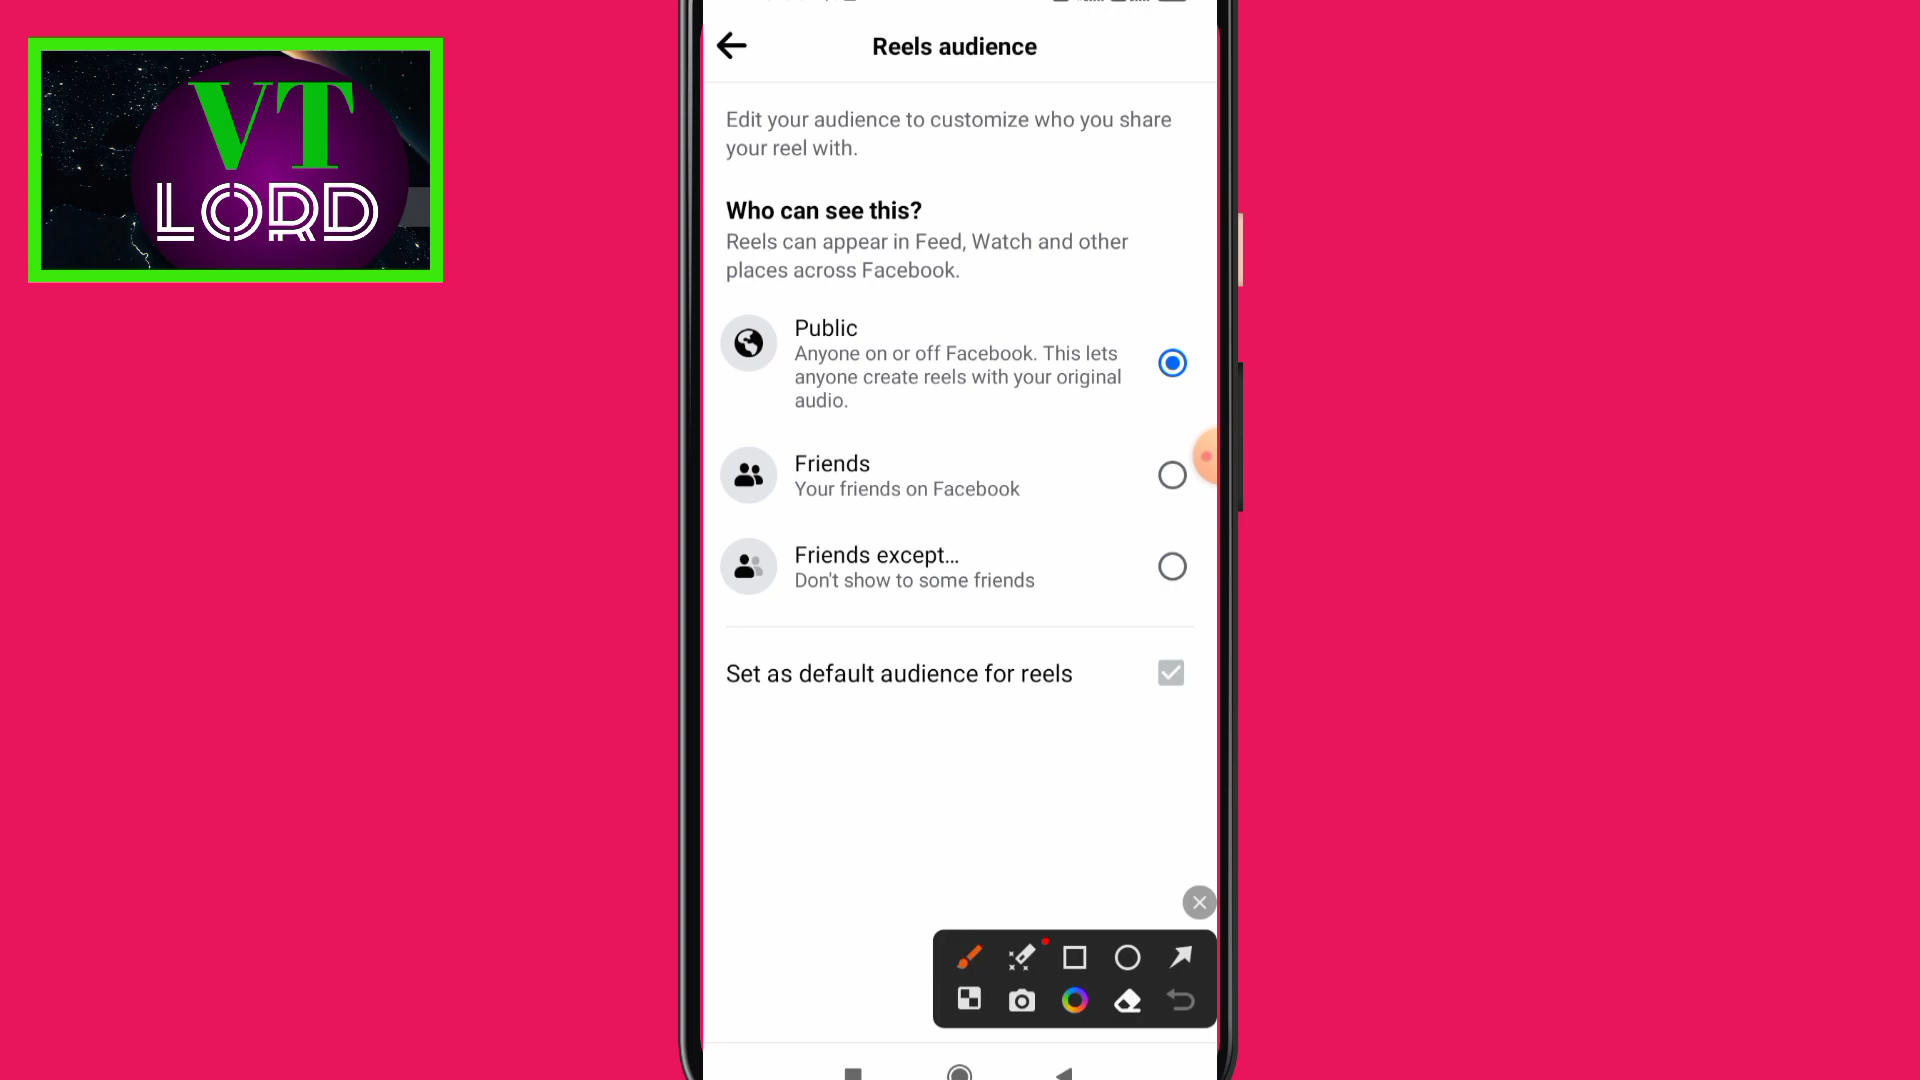 VT
LORD
Reels audience
Edit your audience to customize who you share
your reel with.
Who can see this?
Reels can appear in Feed, Watch and other
places across Facebook.
Public
Anyone on or off Facebook. This lets
anyone create reels with your original
audio.
Friends
Your friends on Facebook
Friends except...
Don't show to some friends
Set as default audience for reels